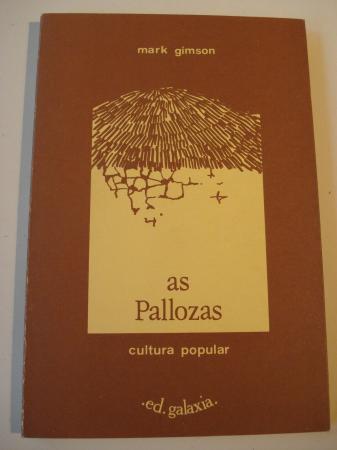 mark gimson
as
Pallozas
cultura popular
.ed. galaxia.